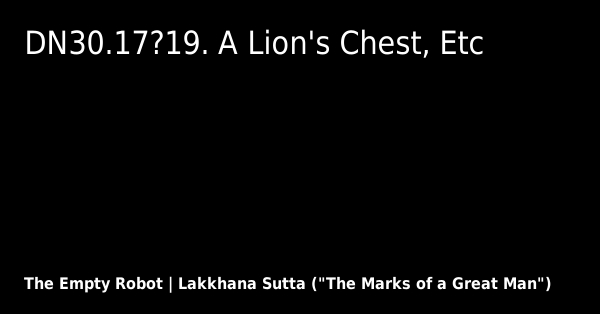 DN30.17?19. A Lion's Chest, Etc
The Empty Robot | Lakkhana Sutta ("The Marks of a Great Man")